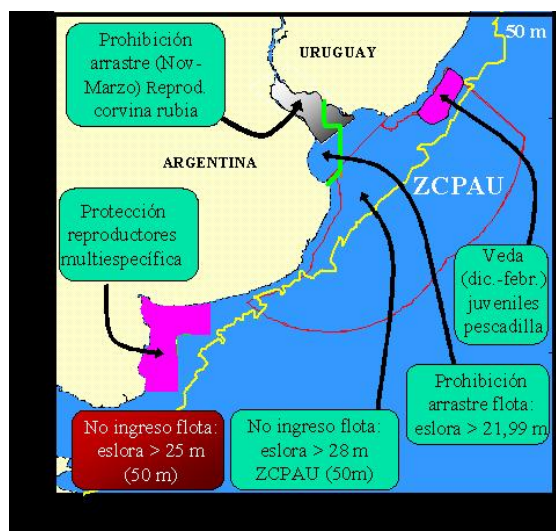 Prohibición
arrastre (Nov-
Marzo) Reprod.
corvina rubia
URUGUAY
50 m
ARGENTINA
ZCPAU
Protección
reproductores
multiespecífica
Veda
(dic.-febr.)
juveniles
pescadilla
Prohibición
arrastre flota:
eslora > 21,99 m
No ingreso flota:
eslora > 25 m
(50 m)
No ingreso flota:
eslora > 28 m
ZCPAU (50m)